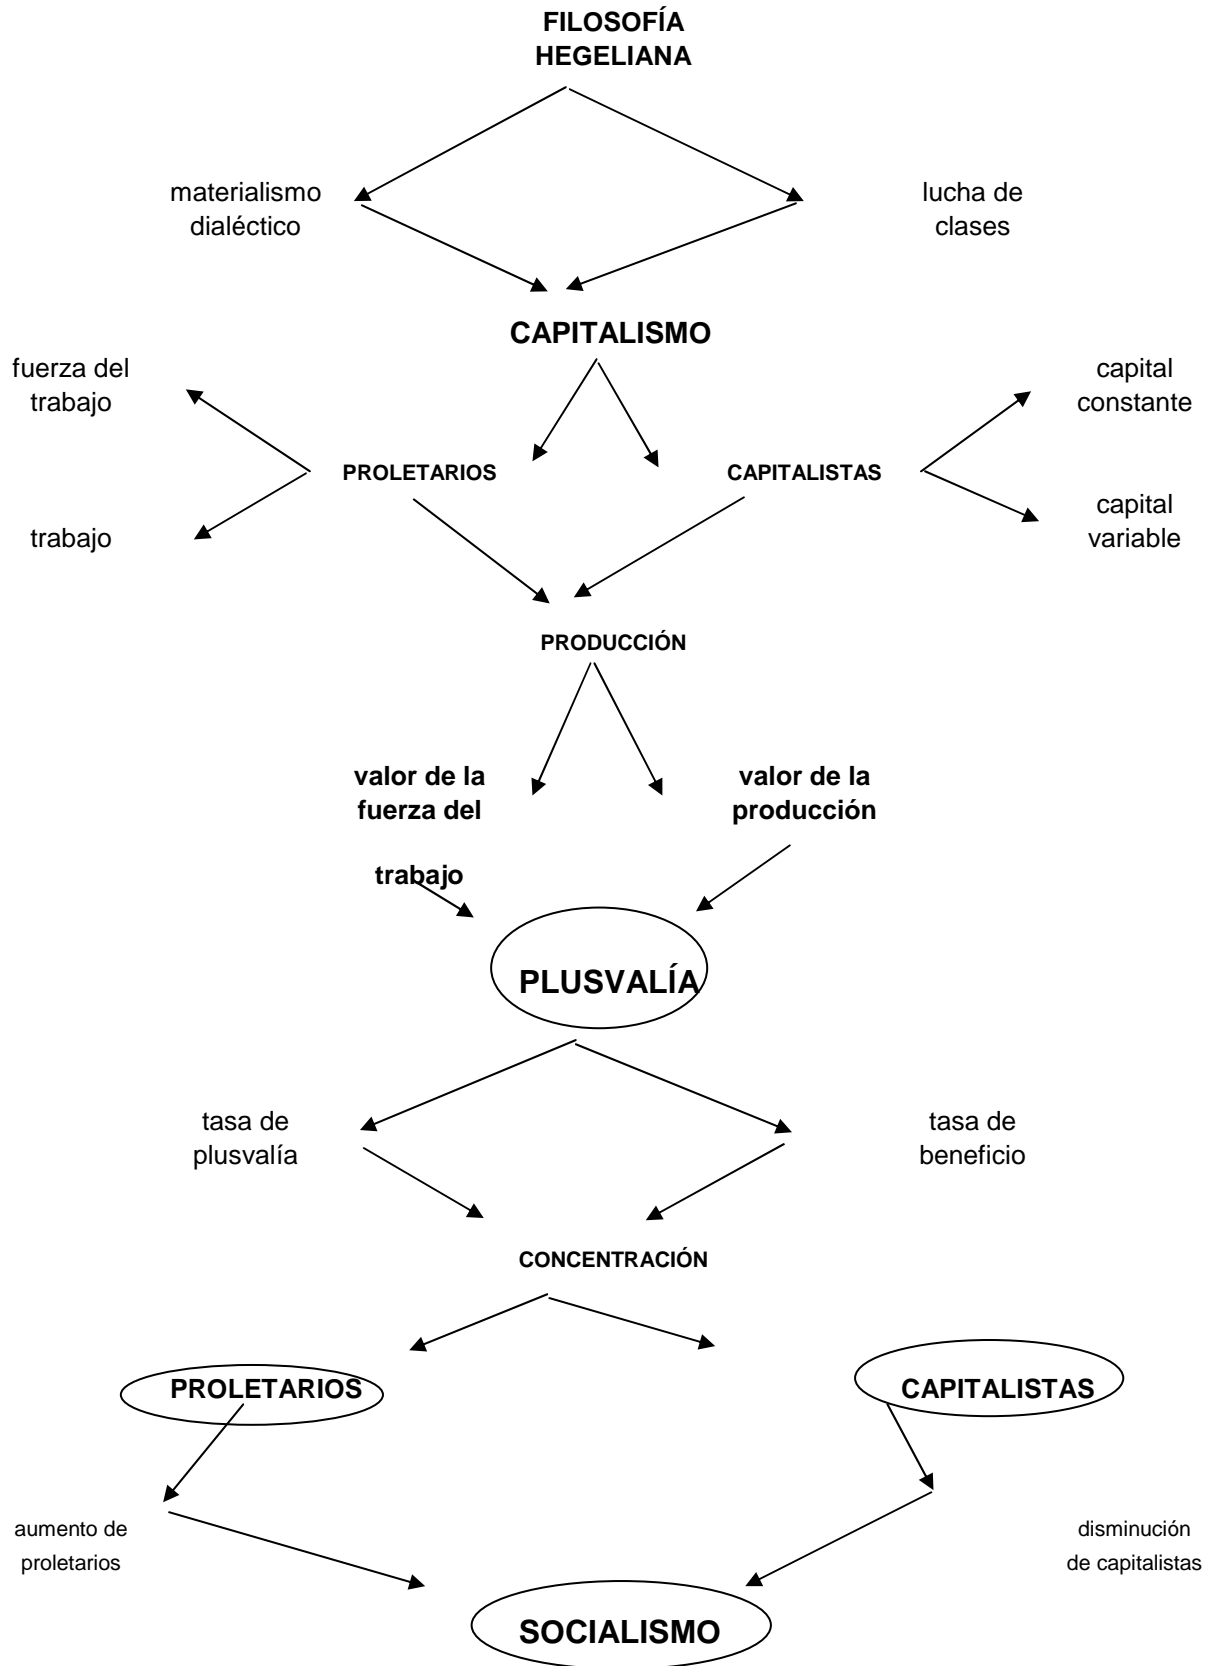 FILOSOFÍA
HEGELIANA
materialismo
dialéctico
lucha de
clases
CAPITALISMO
fuerza del
trabajo
capital
constante
PROLETARIOS
CAPITALISTAS
trabajo
capital
variable
PRODUCCIÓN
valor de la
fuerza del
trabajo
valor de la
producción
PLUSVALÍA
tasa de
plusvalía
tasa de
beneficio
CONCENTRACIÓN
PROLETARIOS
CAPITALISTAS
aumento de
proletarios
disminución
de capitalistas
SOCIALISMO